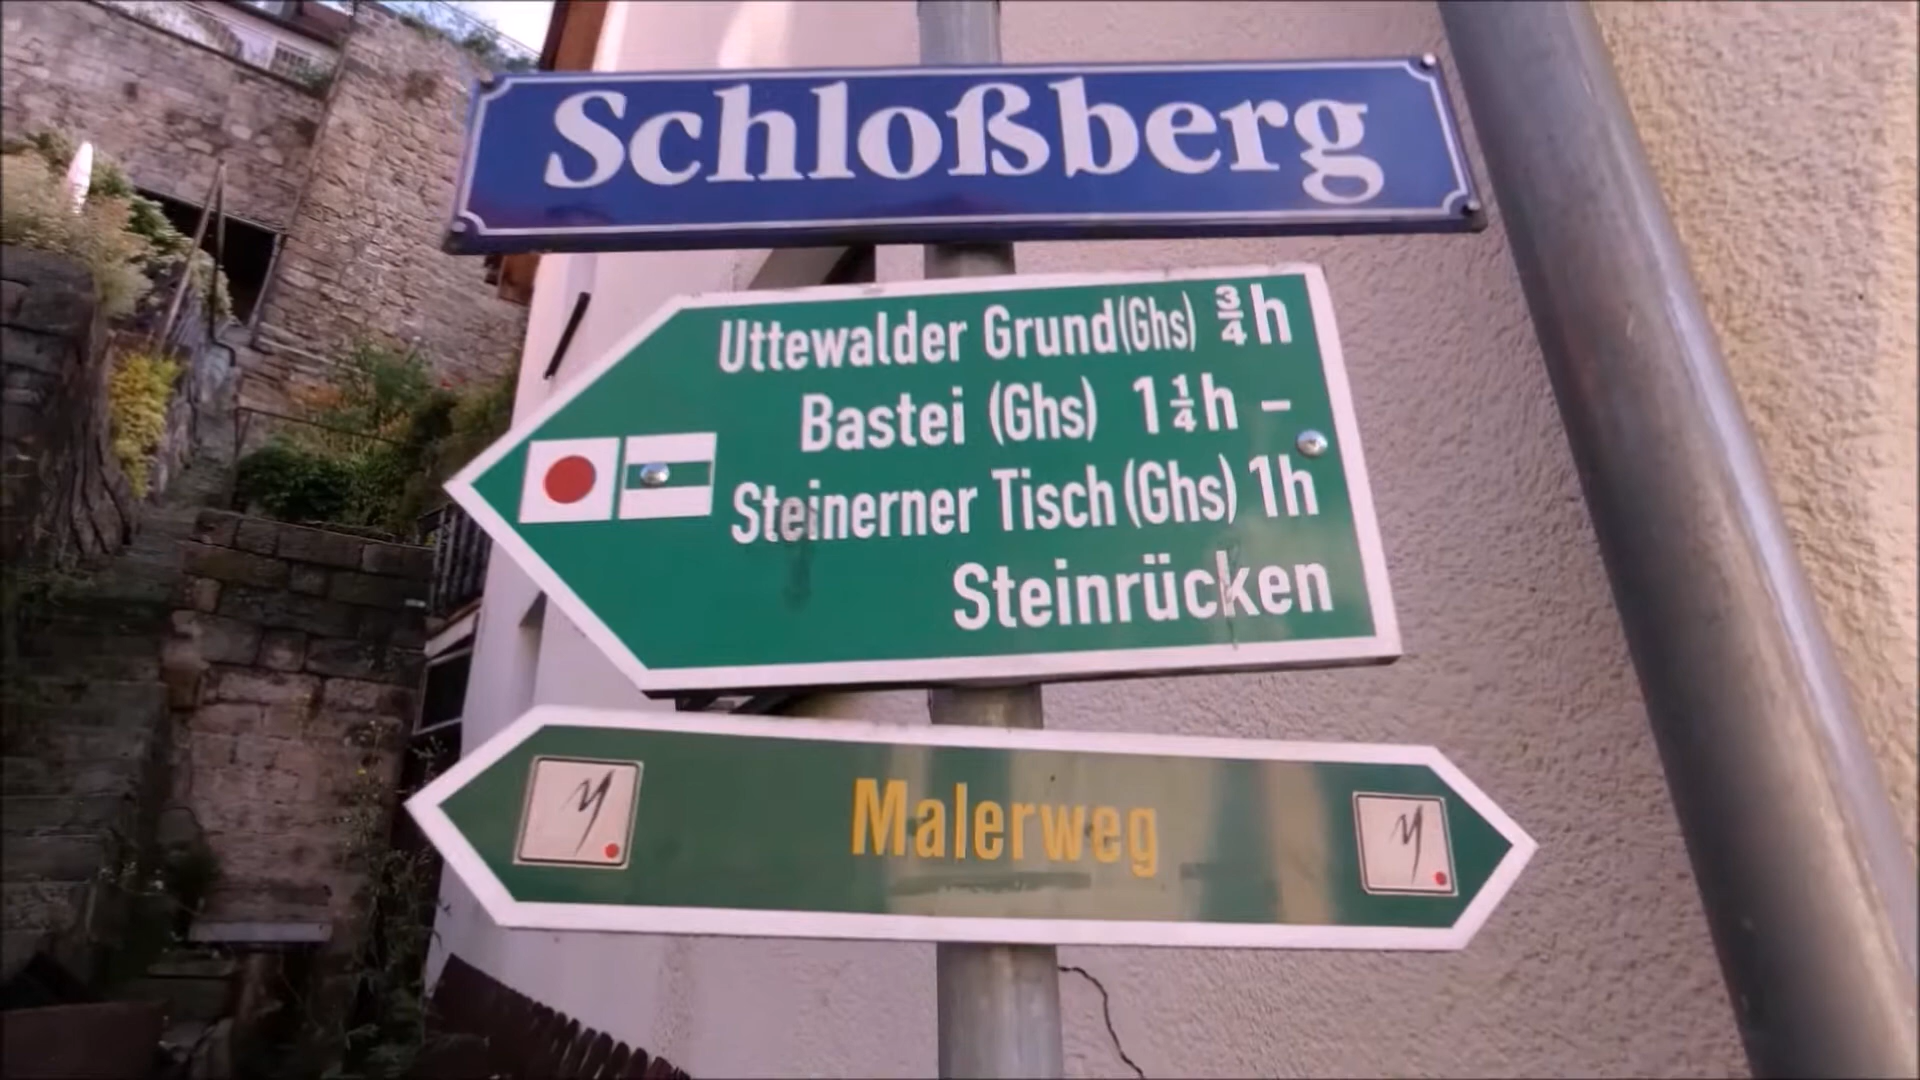 Schloßberg
Uttewalder Grund (Ghs) ¾h
Bastei (Ghs) 1¼h –
Steinerner Tisch (Ghs) 1h
Steinrücken
Malerweg